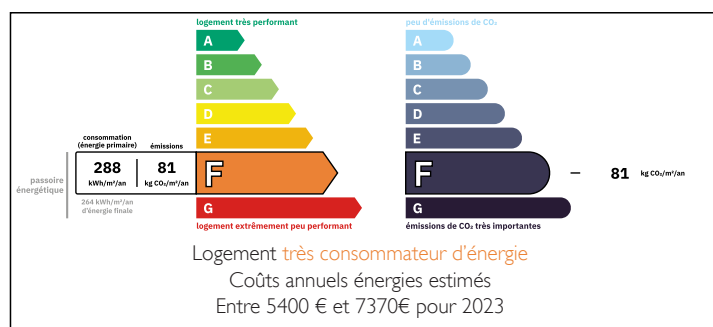 logement très performant
peu d'émissions de CO₂
A
B
C
D
E
F
G
consommation
(énergie primaire)
émissions
288
kWh/m²/an
81
kg CO₂/m²/an
passoire
énergétique
264 kWh/m²/an
d'énergie finale
logement extrêmement peu performant
A
B
C
D
E
F
G
81 kg CO₂/m²/an
émissions de CO₂ très importantes
Logement très consommateur d'énergie
Coûts annuels énergies estimés
Entre 5400 € et 7370€ pour 2023